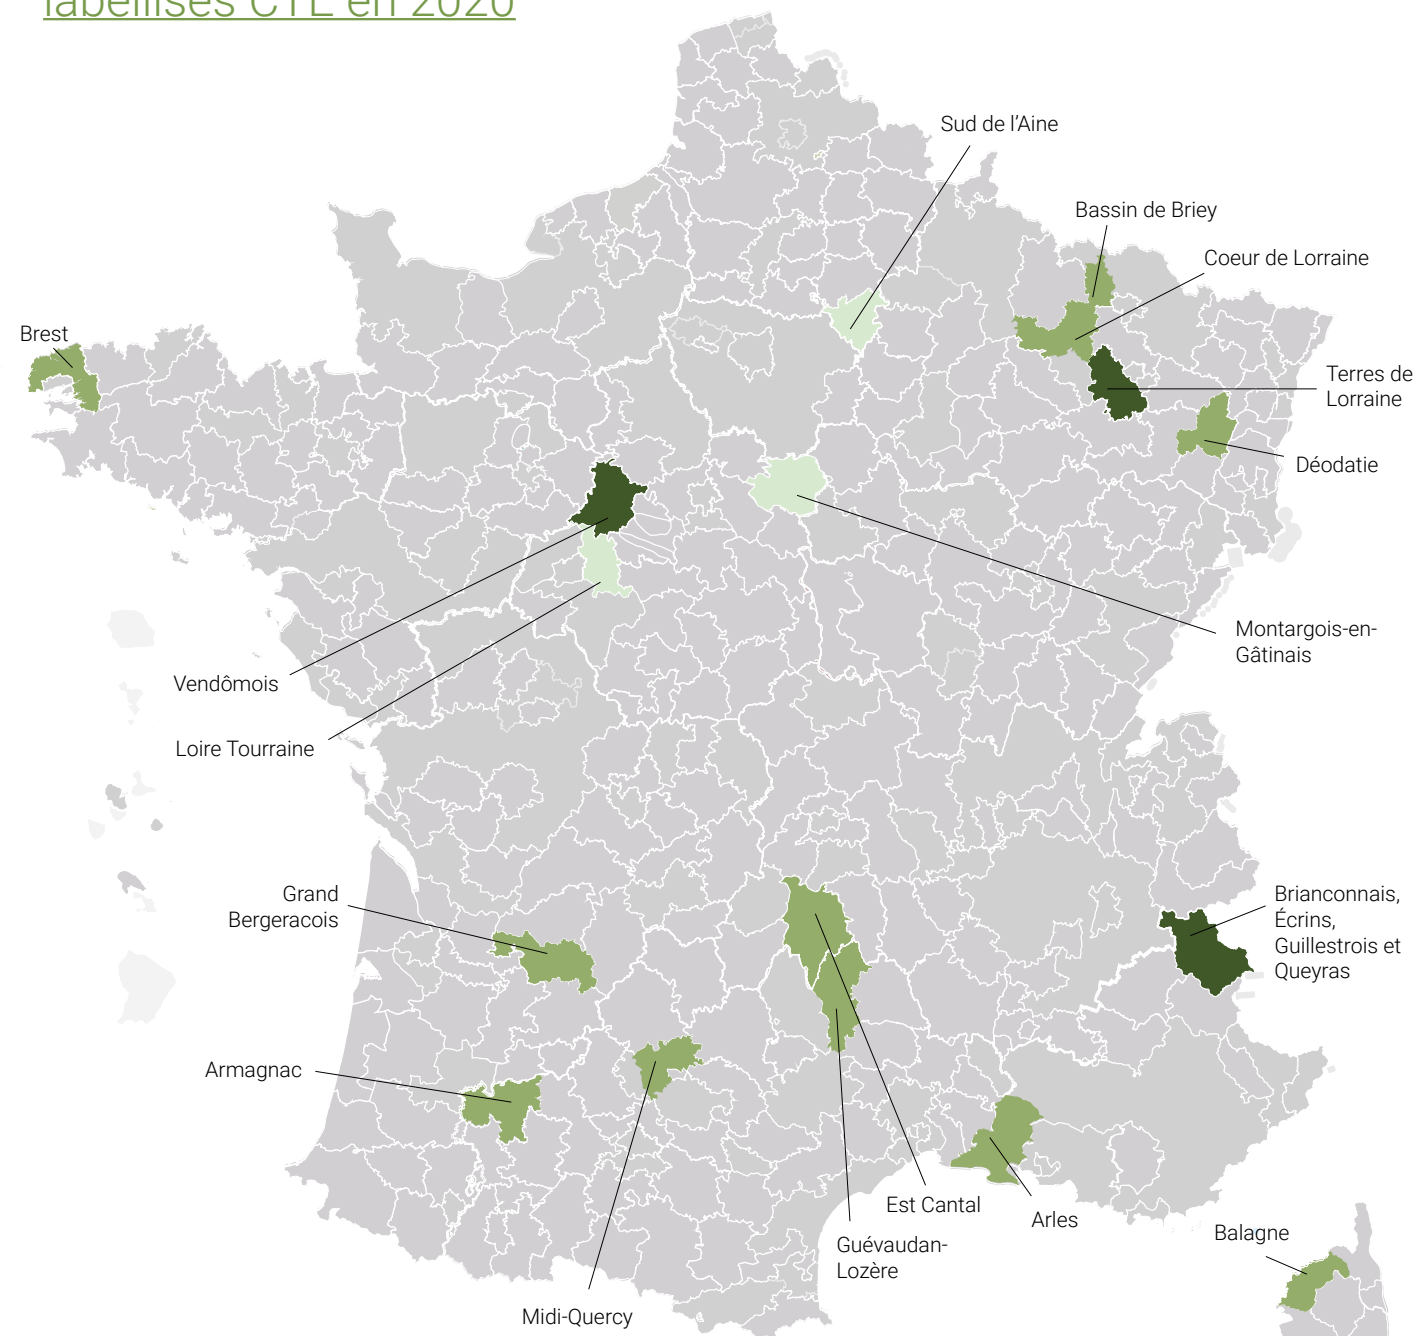 labellisés CTE en 2020
Sud de l'Aine
Bassin de Briey
Coeur de Lorraine
Brest
Terres de
Lorraine
Déodatie
Montargois-en-
Gâtinais
Vendômois
Loire Tourraine
Grand
Bergeracois
Brianconnais,
Écrins,
Guillestrois et
Queyras
Armagnac
Est Cantal
Arles
Balagne
Guévaudan-
Lozère
Midi-Quercy